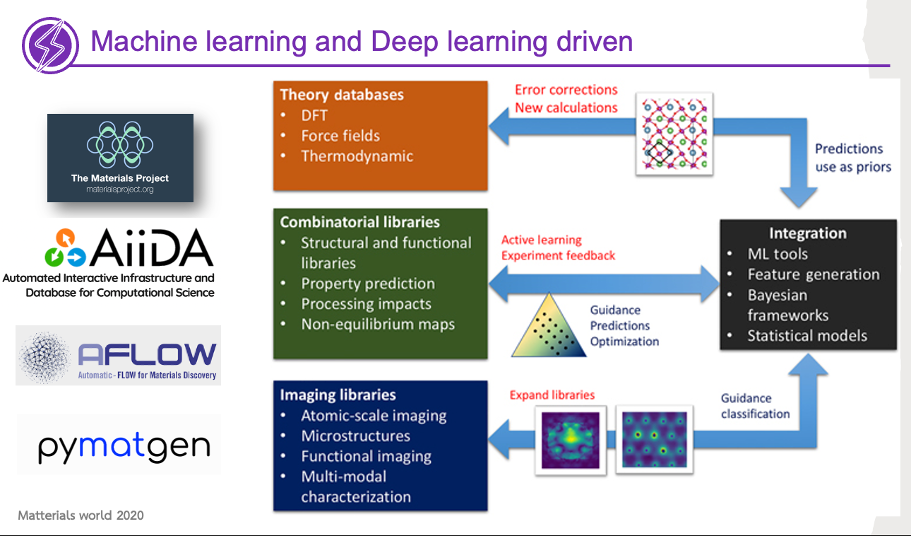 Machine learning and Deep learning driven
The Materials Project
materialsproject.org
AiiDA
Automated Interactive Infrastructure and
Database for Computational Science
AFLOW
Automatic - FLOW for Materials Discovery
pymatgen
Matterials world 2020
Theory databases
• DFT
• Force fields
• Thermodynamic
Error corrections
New calculations
Predictions
use as priors
Combinatorial libraries
• Structural and functional
libraries
• Property prediction
• Processing impacts
• Non-equilibrium maps
Active learning
Experiment feedback
Guidance
Predictions
Optimization
Integration
• ML tools
• Feature generation
• Bayesian
frameworks
• Statistical models
Imaging libraries
• Atomic-scale imaging
• Microstructures
• Functional imaging
• Multi-modal
characterization
Expand libraries
Guidance
classification